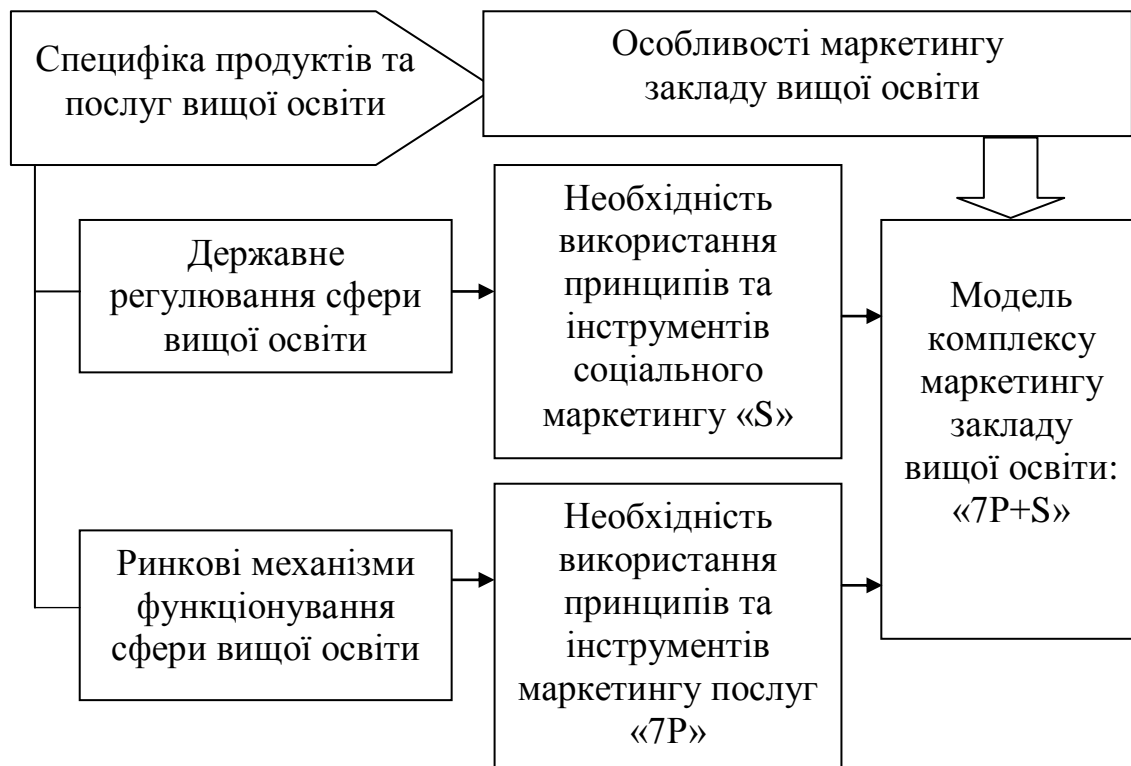 Специфіка продуктів та
послуг вищої освіти
Особливості маркетингу
закладу вищої освіти
Державне
регулювання сфери
вищої освіти
Необхідність
використання
принципів та
інструментів
соціального
маркетингу «S»
Модель
комплексу
маркетингу
закладу
вищої освіти:
«7P+S»
Ринкові механізми
функціонування
сфери вищої освіти
Необхідність
використання
принципів та
інструментів
маркетингу послуг
«7P»